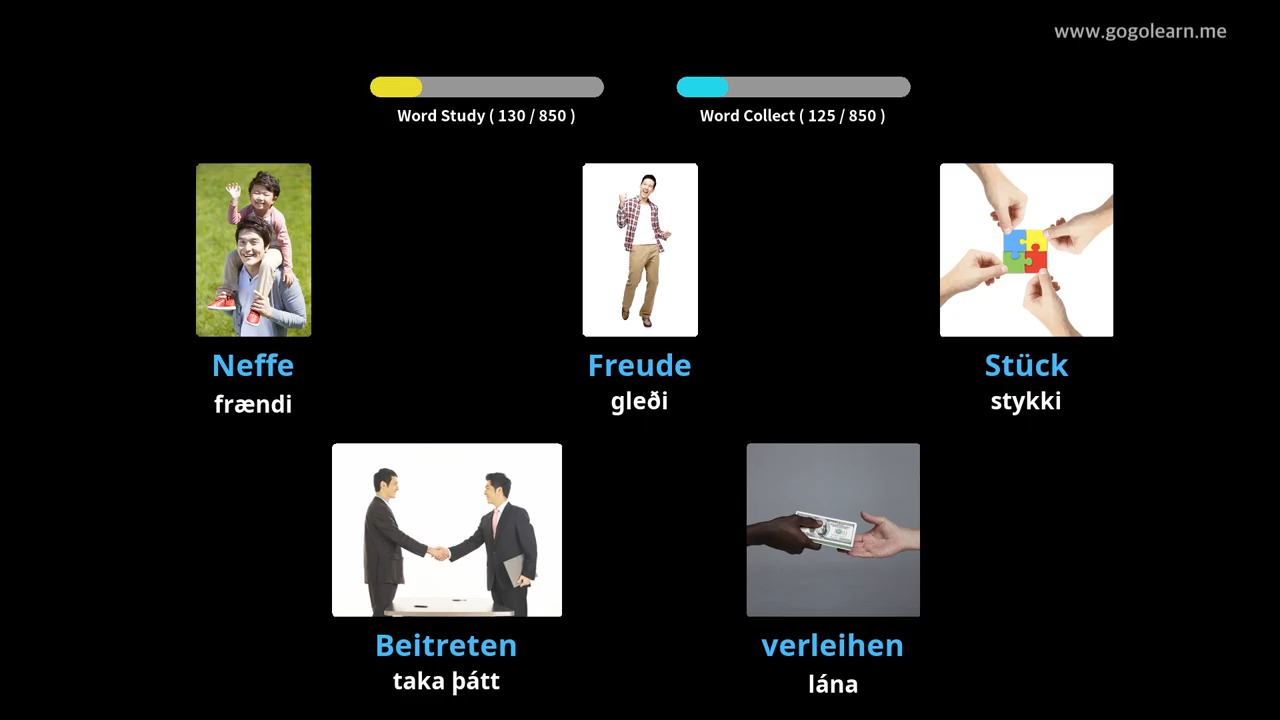 www.gogolearn.me
Word Study ( 130 / 850 )
Word Collect ( 125 / 850 )
Neffe
frændi
Freude
gleði
Stück
stykki
Beitreten
taka þátt
verleihen
lána